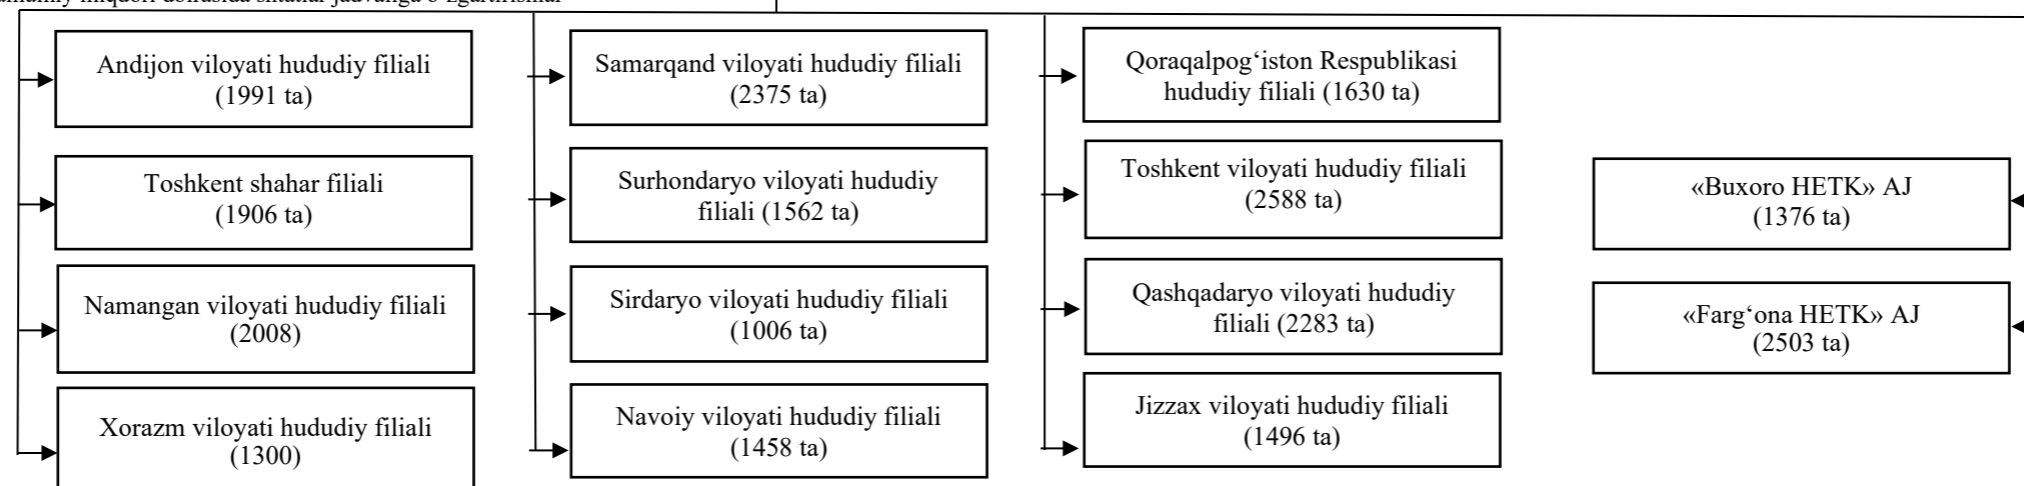 doirasida shtatlar jadvaliga o‘zgartirishlar
Andijon viloyati hududiy filiali
(1991 ta)
Toshkent shahar filiali
(1906 ta)
Namangan viloyati hududiy filiali
(2008)
Xorazm viloyati hududiy filiali
(1300)
Samarqand viloyati hududiy filiali
(2375 ta)
Surhondaryo viloyati hududiy
filiali (1562 ta)
Sirdaryo viloyati hududiy filiali
(1006 ta)
Navoiy viloyati hududiy filiali
(1458 ta)
Qoraqalpog‘iston Respublikasi
hududiy filiali (1630 ta)
Toshkent viloyati hududiy filiali
(2588 ta)
Qashqadaryo viloyati hududiy
filiali (2283 ta)
Jizzax viloyati hududiy filiali
(1496 ta)
«Buxoro HETK» AJ
(1376 ta)
«Farg‘ona HETK» AJ
(2503 ta)